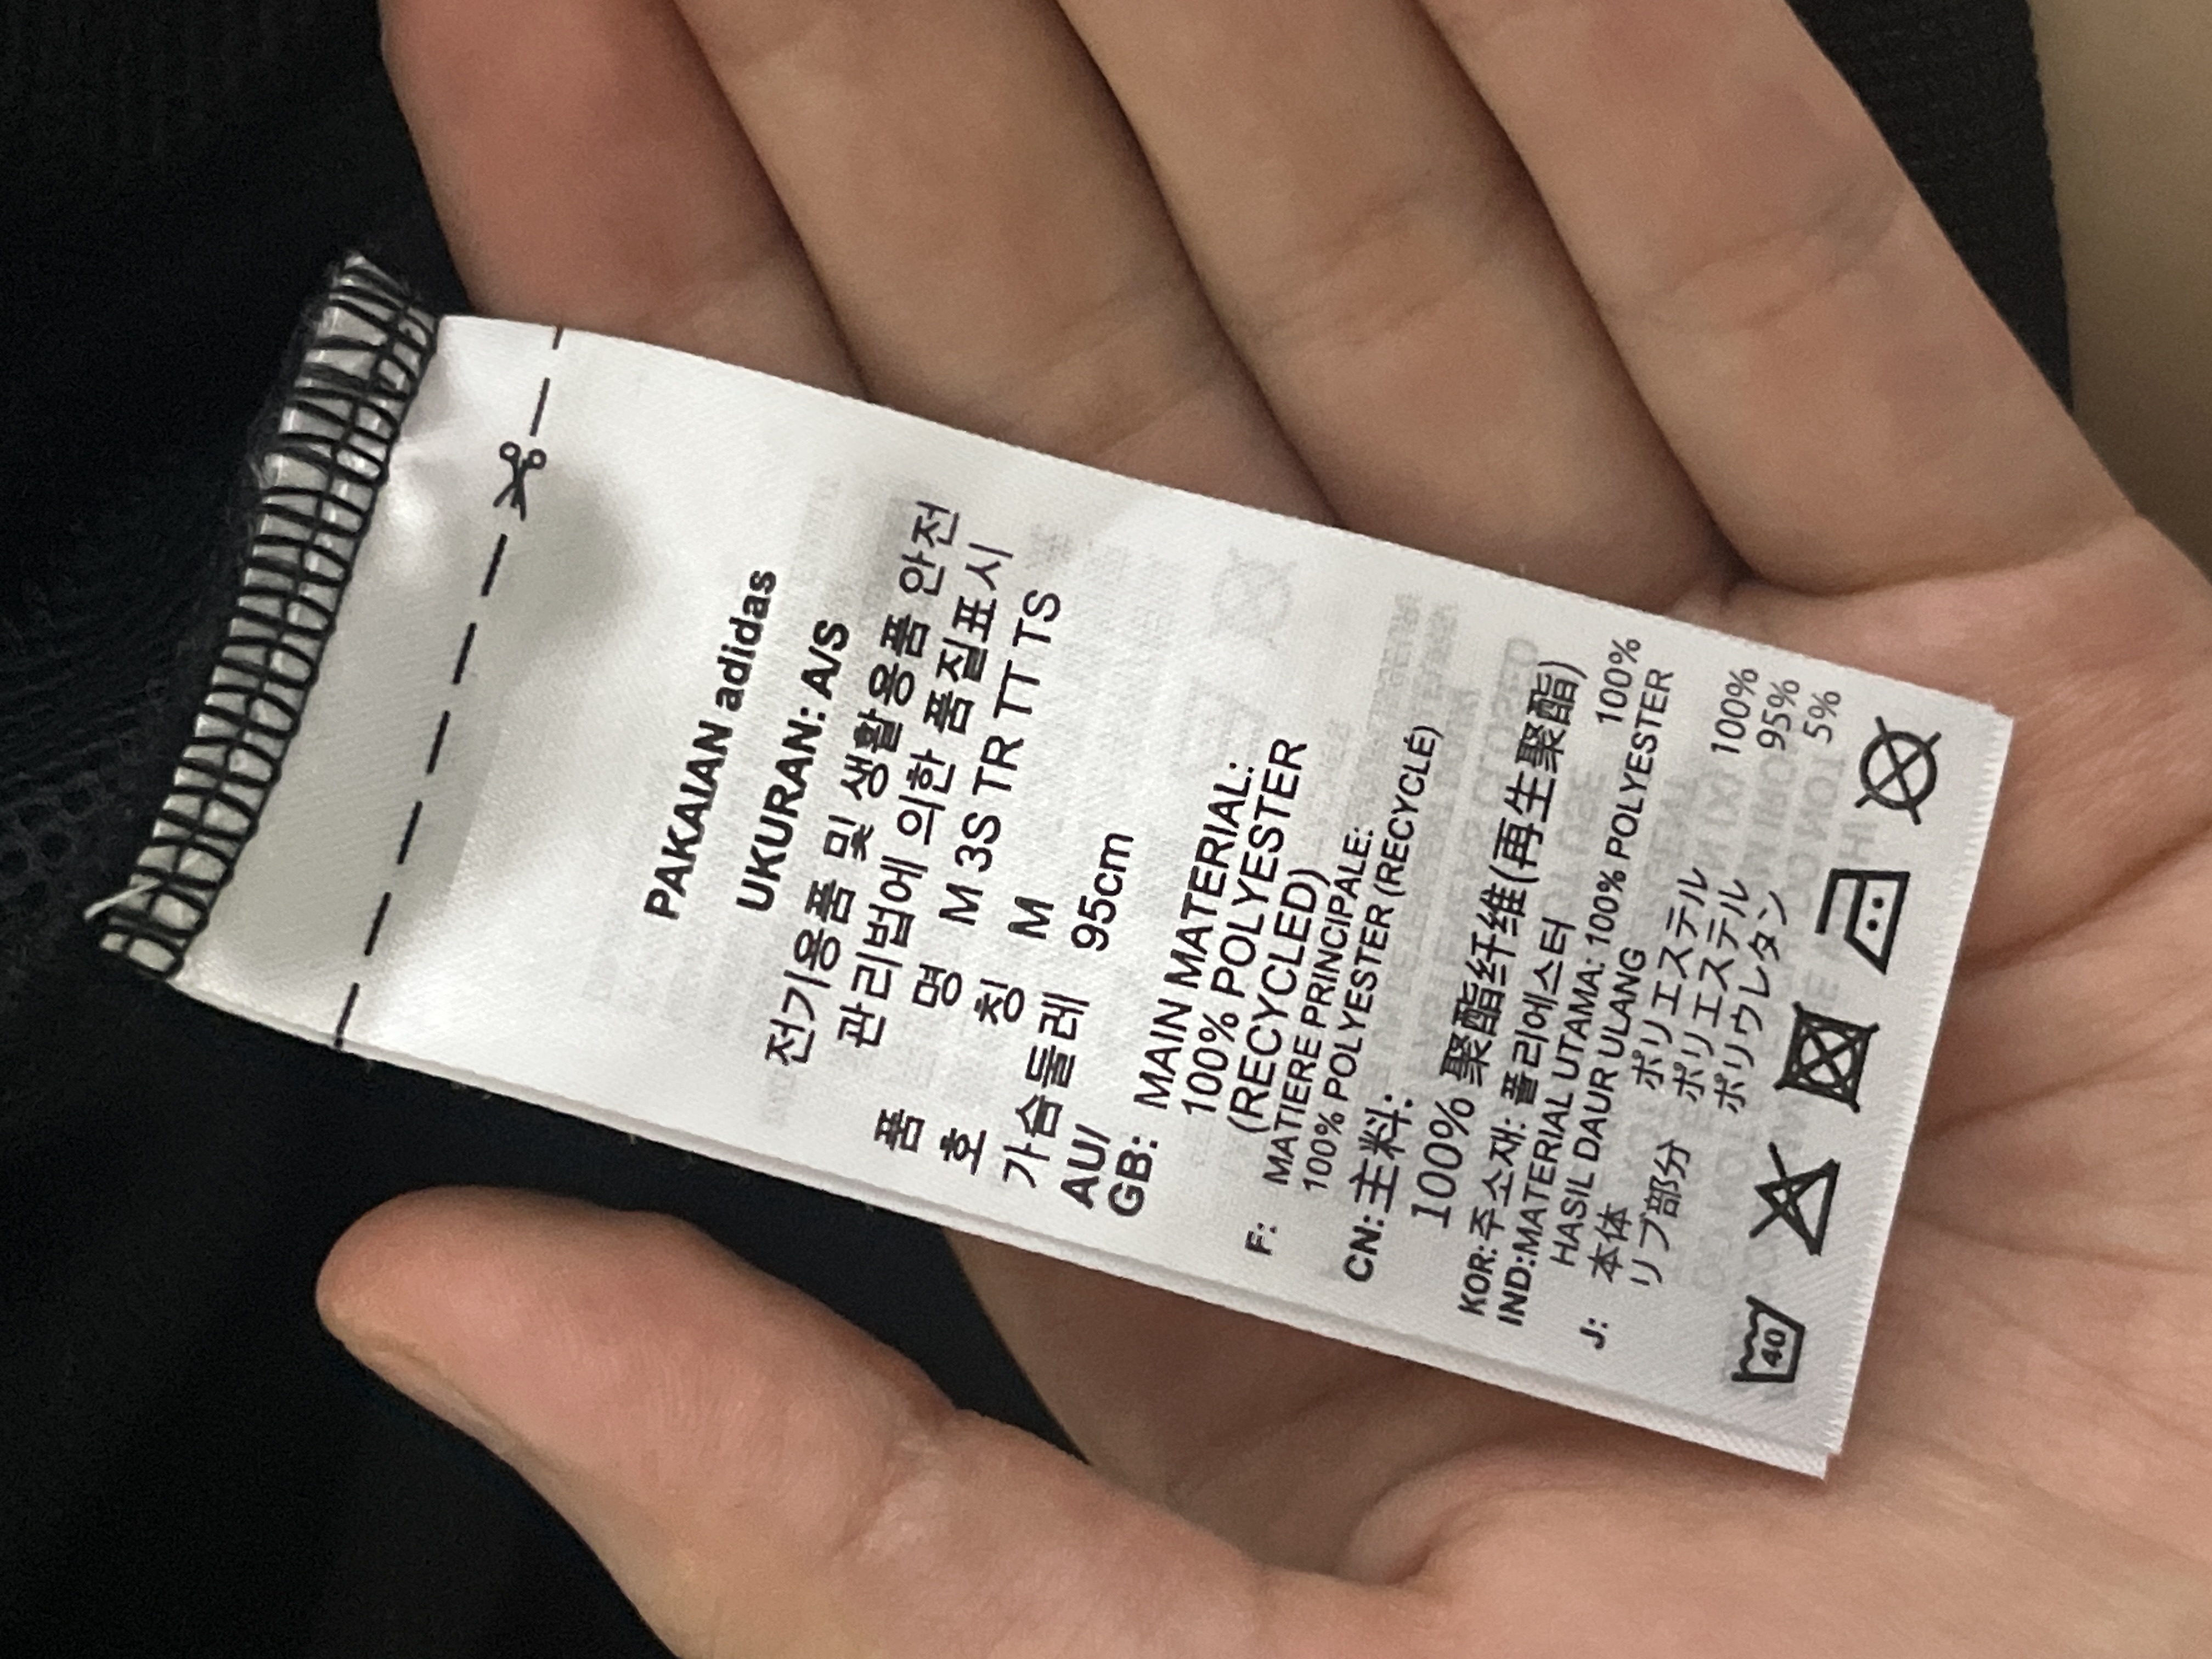 PAKAIAN adidas
UKURAN: A/S
전기용품 및 생활용품 안전
관리법에 의한 품질표시
품 명 M 3S TR TT TS
호 칭 M
가슴둘레 95cm
AU/
GB: MAIN MATERIAL:
100% POLYESTER
(RECYCLED)
F: MATIERE PRINCIPALE:
100% POLYESTER (RECYCLÉ)
CN: 主料:
100% 聚酯纤维(再生聚酯)
KOR: 주소재: 폴리에스터 100%
IND:MATERIAL UTAMA: 100% POLYESTER
HASIL DAUR ULANG
J: 本体 ポリエステル 100%
リブ部分 ポリエステル 95%
ポリウレタン 5%
40